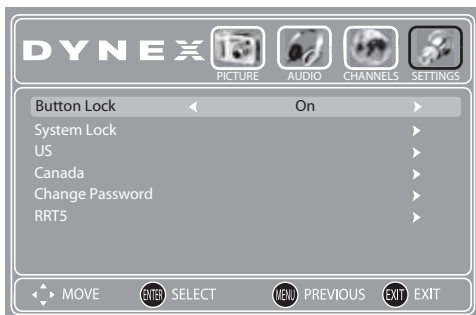 DYNEX
PICTURE AUDIO CHANNELS SETTINGS
Button Lock On
System Lock
US
Canada
Change Password
RRT5
MOVE ENTER SELECT MENU PREVIOUS EXIT EXIT